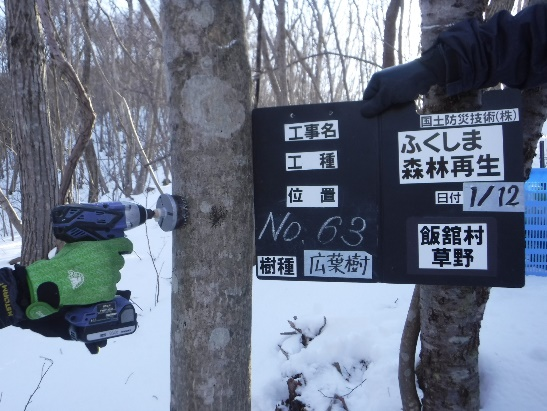 工事名
工種
位置
No. 63
樹種 広葉樹
国土防災技術(株)
ふくしま
森林再生
日付 1/12
飯舘村
草野